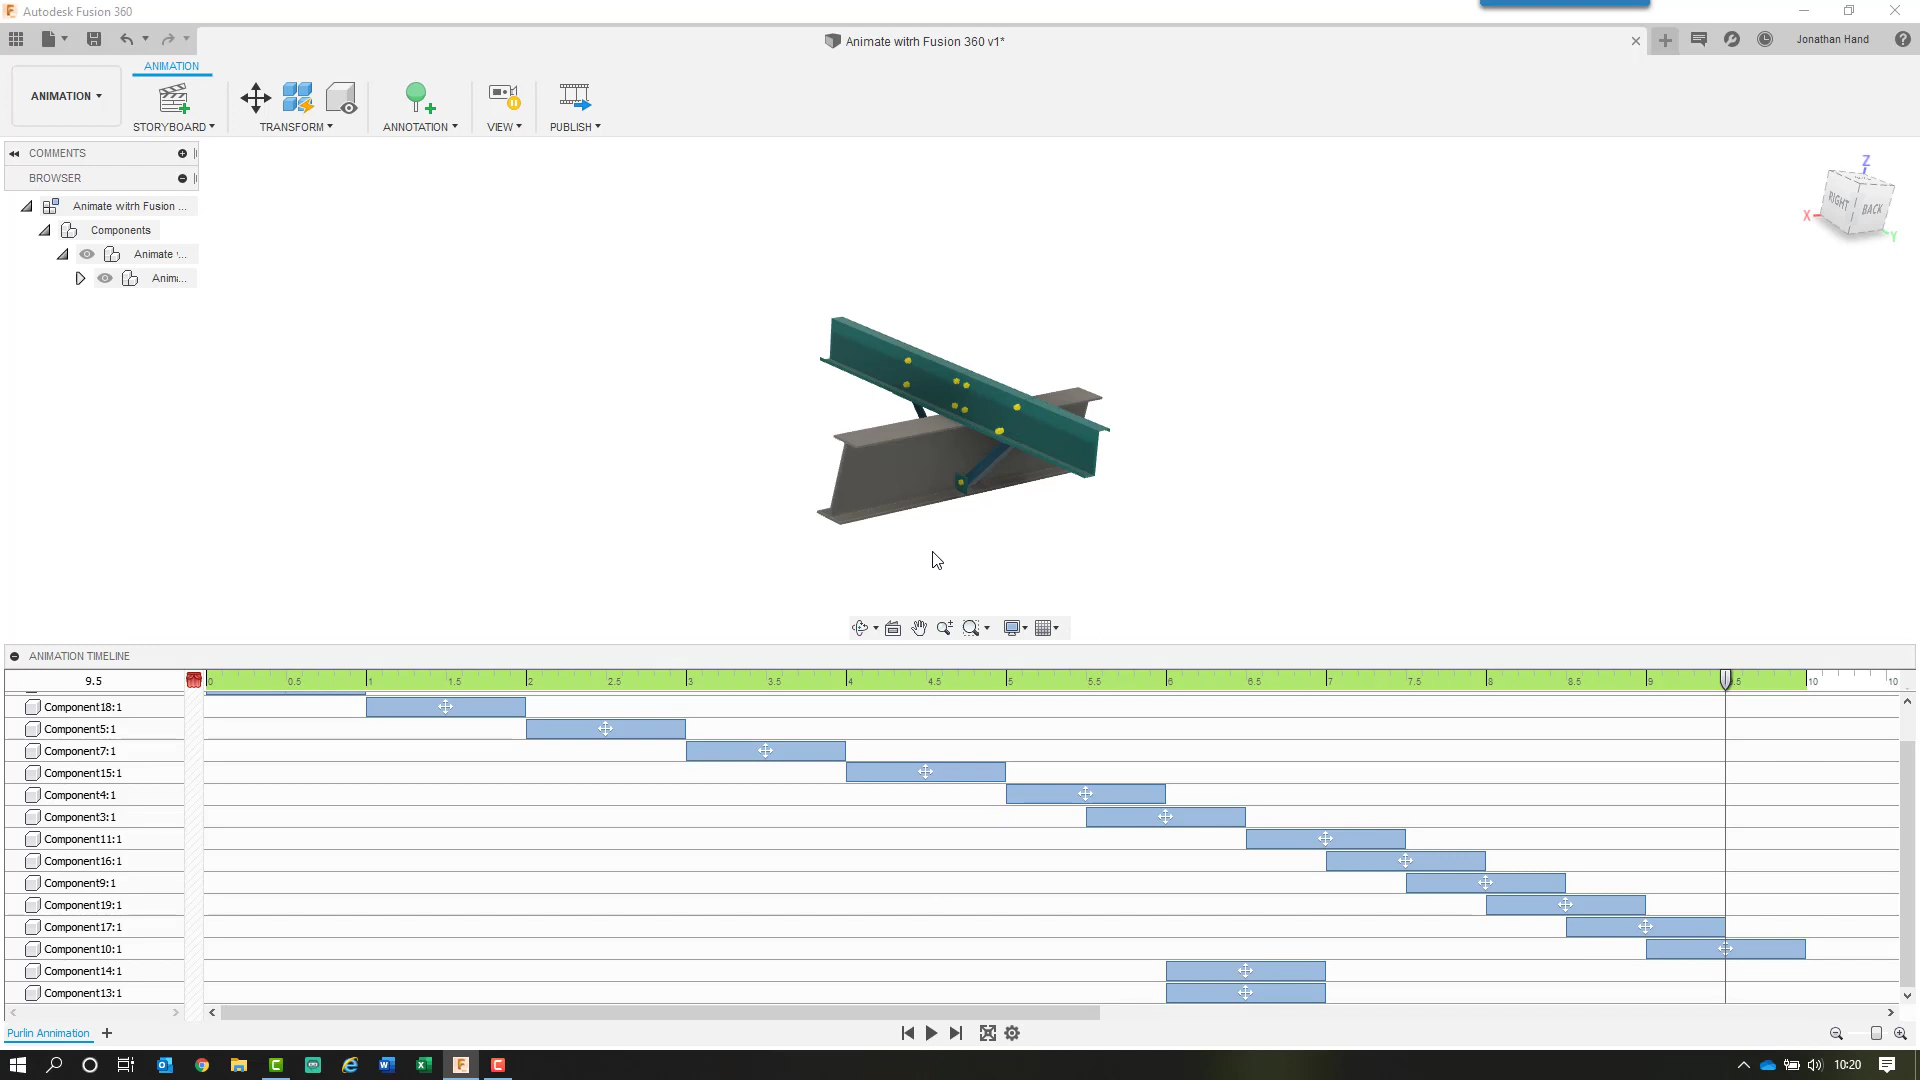 Autodesk Fusion 360
Animate witrh Fusion 360 v1*
Jonathan Hand
ANIMATION
ANIMATION
STORYBOARD
TRANSFORM
ANNOTATION
VIEW
PUBLISH
COMMENTS
BROWSER
Animate witrh Fusion ...
Components
Animate ...
Anima...
Z
RIGHT
BACK
X
Y
ANIMATION TIMELINE
9.5
0 0.5 1 1.5 2 2.5 3 3.5 4 4.5 5 5.5 6 6.5 7 7.5 8 8.5 9 .5 10 10
Component18:1
Component5:1
Component7:1
Component15:1
Component4:1
Component3:1
Component11:1
Component16:1
Component9:1
Component19:1
Component17:1
Component10:1
Component14:1
Component13:1
Purlin Annimation
10:20